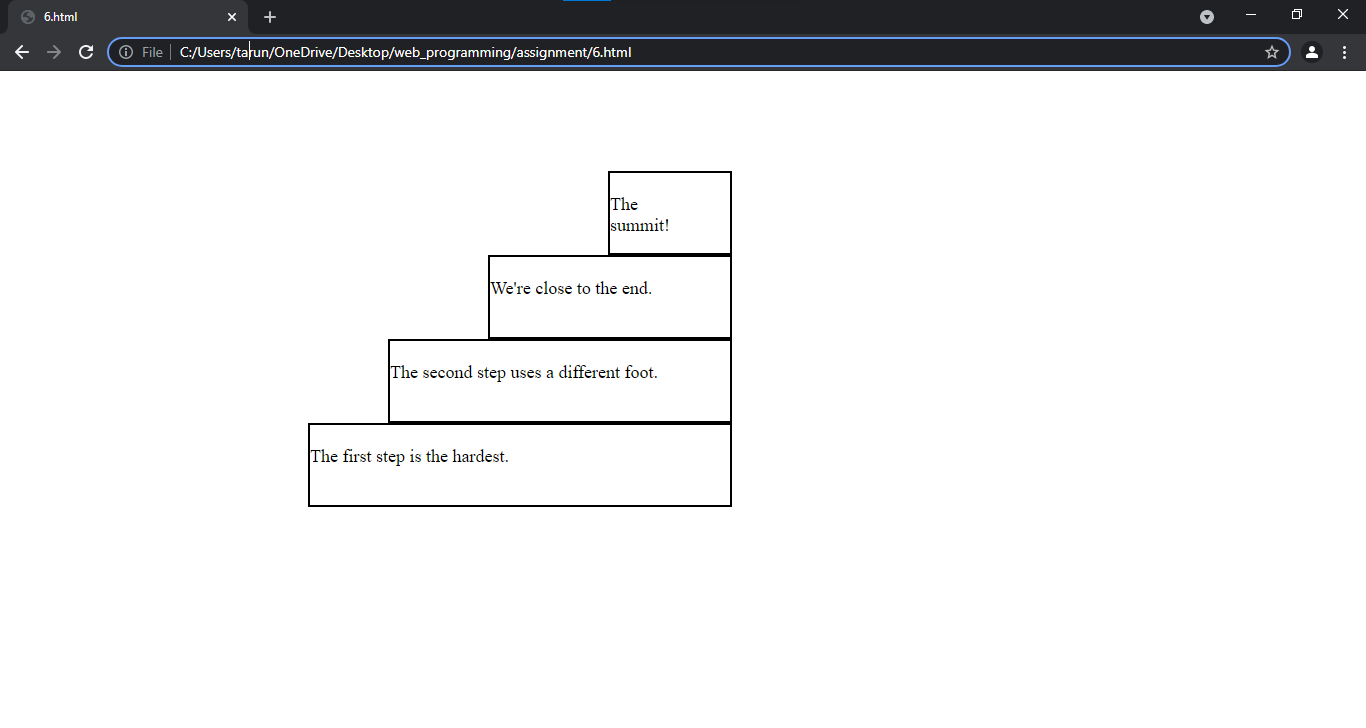 6.html
File
C:/Users/tarun/OneDrive/Desktop/web_programming/assignment/6.html
The
summit!
We're close to the end.
The second step uses a different foot.
The first step is the hardest.